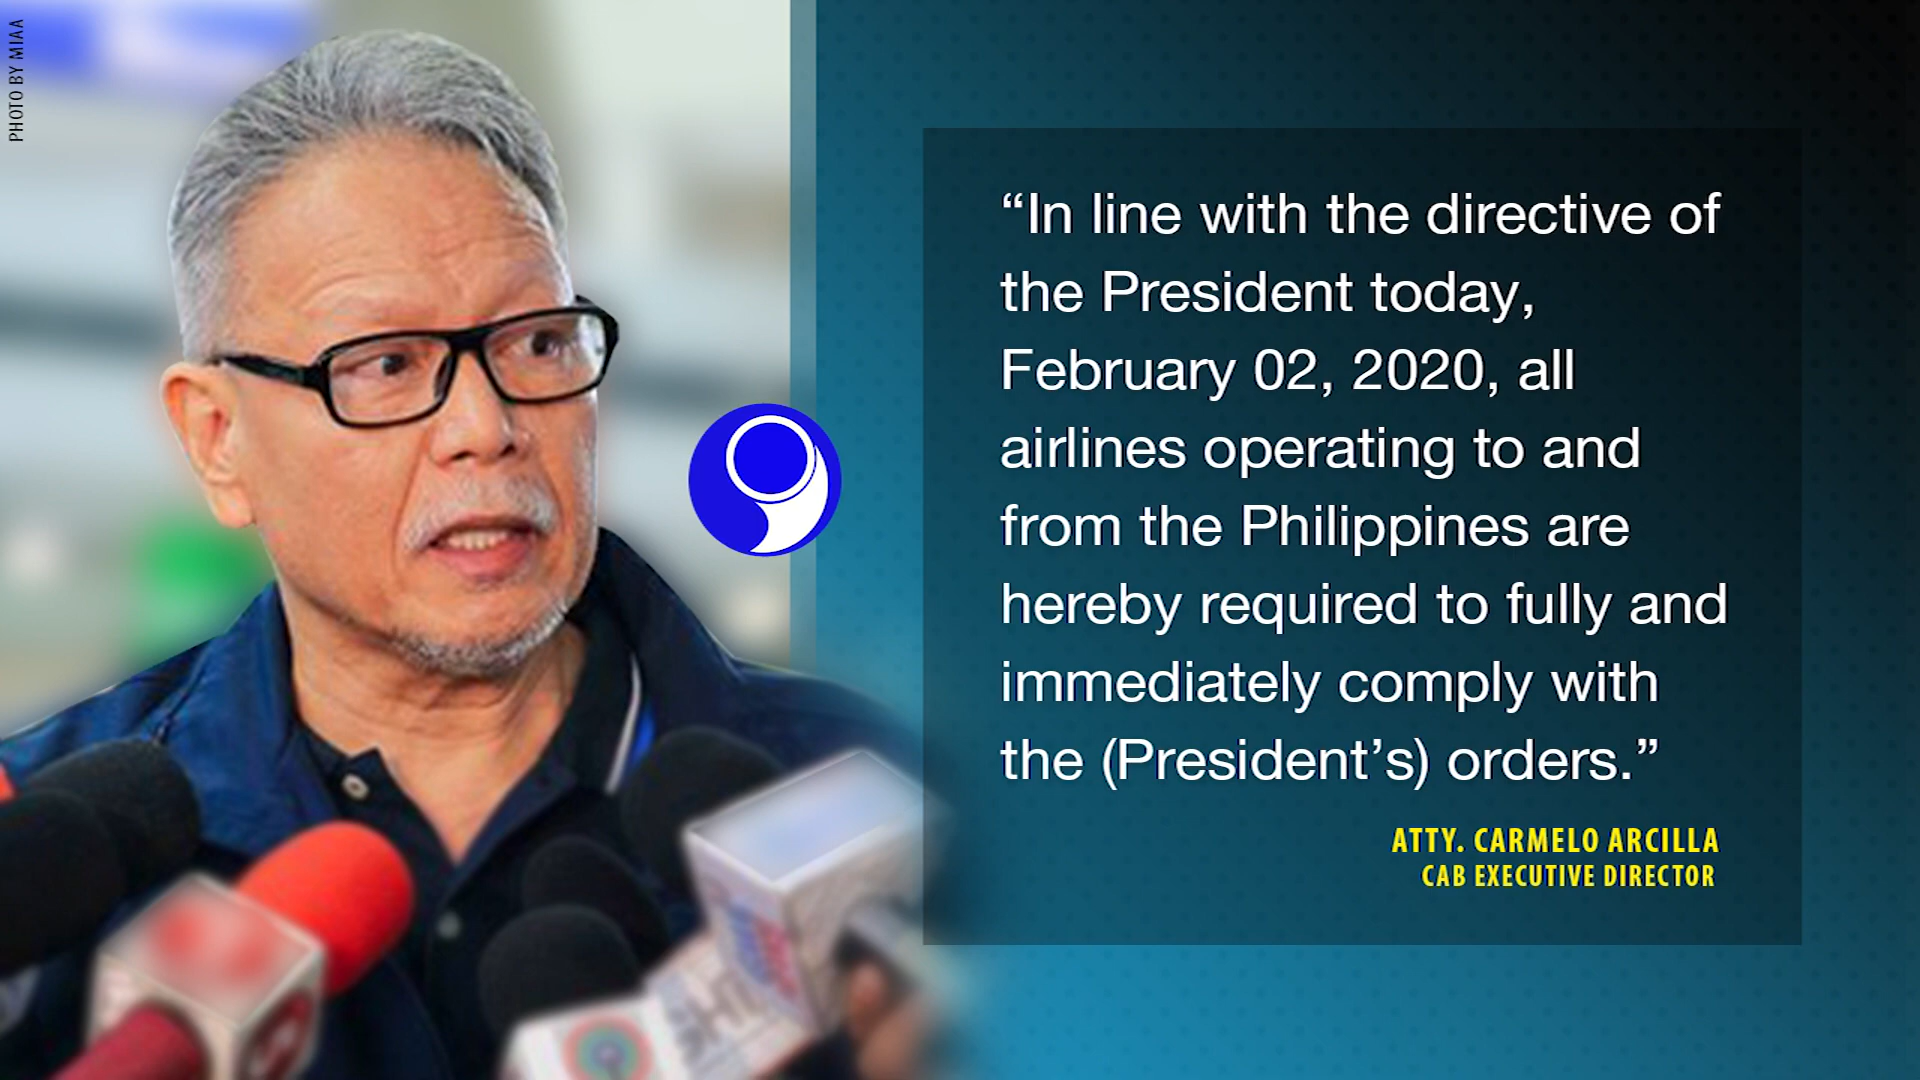 PHOTO BY MIAA
“In line with the directive of
the President today,
February 02, 2020, all
airlines operating to and
from the Philippines are
hereby required to fully and
immediately comply with
the (President’s) orders.”
ATTY. CARMELO ARCILLA
CAB EXECUTIVE DIRECTOR